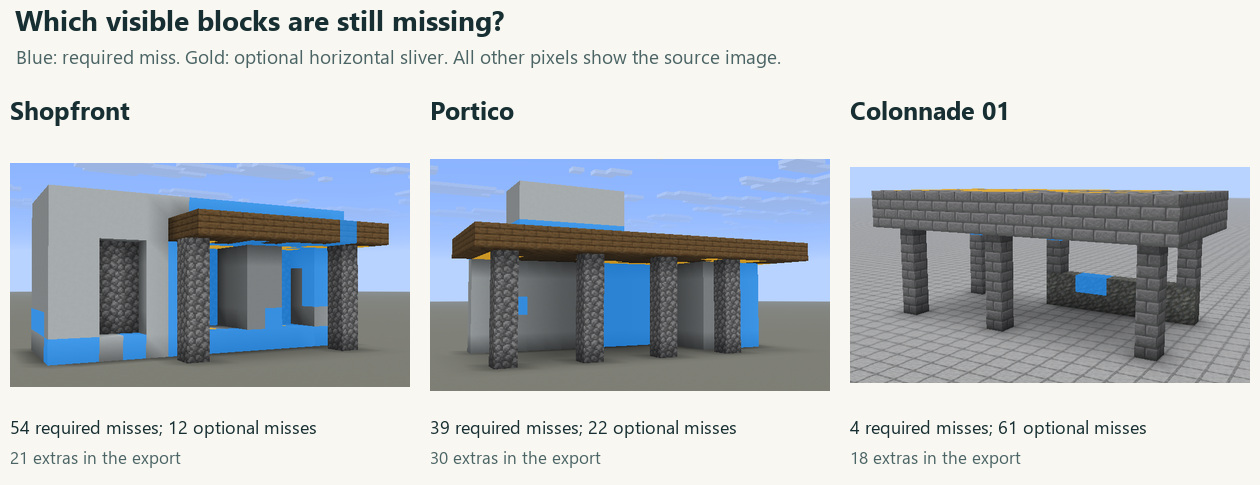 Which visible blocks are still missing?
Blue: required miss. Gold: optional horizontal sliver. All other pixels show the source image.
Shopfront
Portico
Colonnade 01
54 required misses; 12 optional misses
39 required misses; 22 optional misses
4 required misses; 61 optional misses
21 extras in the export
30 extras in the export
18 extras in the export